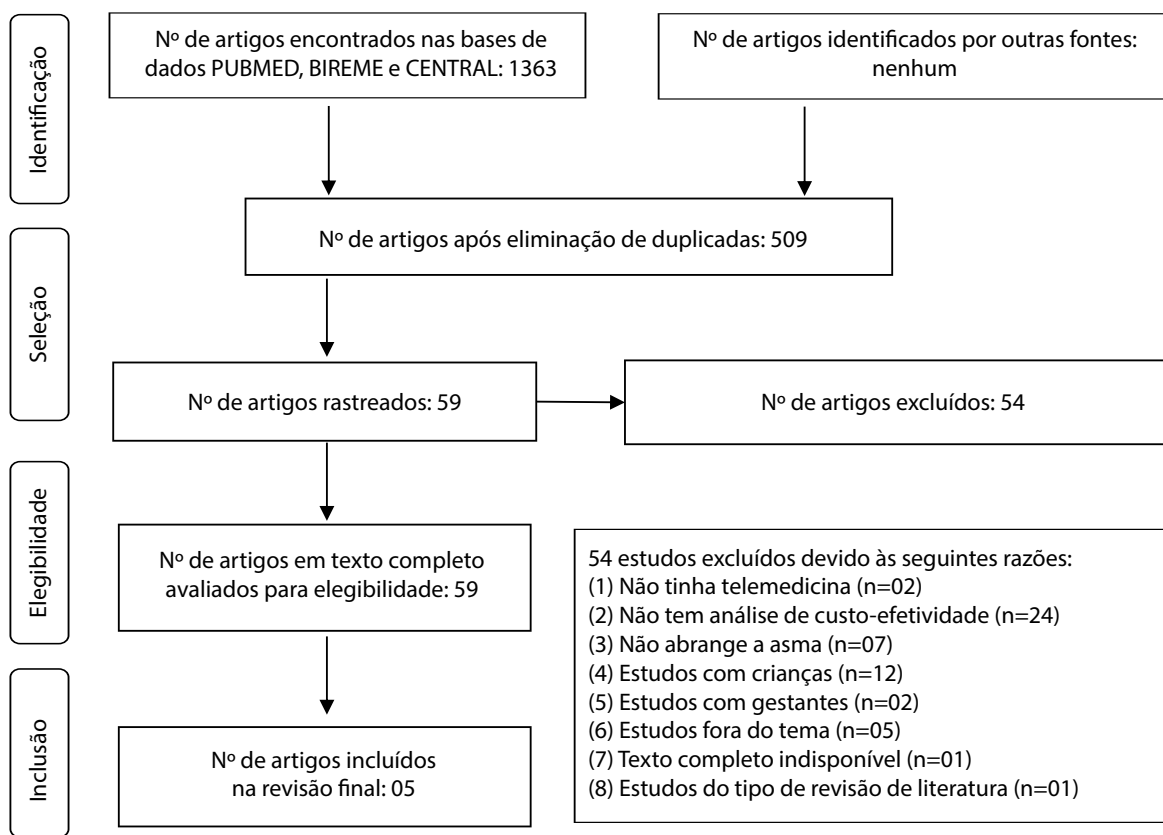 Identificação
Nº de artigos encontrados nas bases de
dados PUBMED, BIREME e CENTRAL: 1363
Nº de artigos identificados por outras fontes:
nenhum
Seleção
Nº de artigos após eliminação de duplicadas: 509
Nº de artigos rastreados: 59
Nº de artigos excluídos: 54
Elegibilidade
Nº de artigos em texto completo
avaliados para elegibilidade: 59
54 estudos excluídos devido às seguintes razões:
(1) Não tinha telemedicina (n=02)
(2) Não tem análise de custo-efetividade (n=24)
(3) Não abrange a asma (n=07)
(4) Estudos com crianças (n=12)
(5) Estudos com gestantes (n=02)
(6) Estudos fora do tema (n=05)
(7) Texto completo indisponível (n=01)
(8) Estudos do tipo de revisão de literatura (n=01)
Inclusão
Nº de artigos incluídos
na revisão final: 05